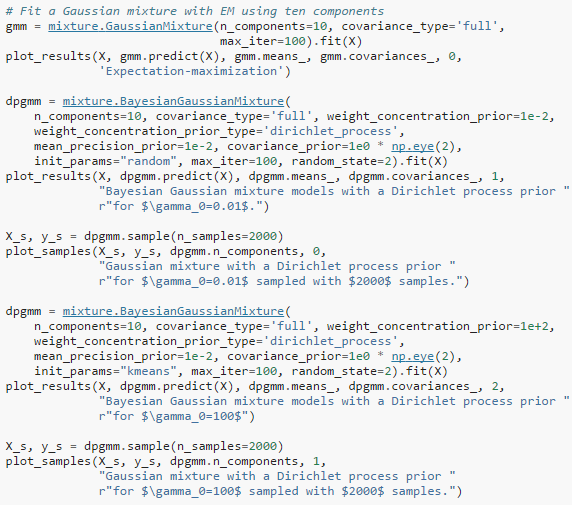 # Fit a Gaussian mixture with EM using ten components
gmm = mixture.GaussianMixture(n_components=10, covariance_type='full',
                              max_iter=100).fit(X)
plot_results(X, gmm.predict(X), gmm.means_, gmm.covariances_, 0,
             'Expectation-maximization')

dpgmm = mixture.BayesianGaussianMixture(
    n_components=10, covariance_type='full', weight_concentration_prior=1e-2,
    weight_concentration_prior_type='dirichlet_process',
    mean_precision_prior=1e-2, covariance_prior=1e0 * np.eye(2),
    init_params="random", max_iter=100, random_state=2).fit(X)
plot_results(X, dpgmm.predict(X), dpgmm.means_, dpgmm.covariances_, 1,
             "Bayesian Gaussian mixture models with a Dirichlet process prior "
             r"for $\gamma_0=0.01$.")

X_s, y_s = dpgmm.sample(n_samples=2000)
plot_samples(X_s, y_s, dpgmm.n_components, 0,
             "Gaussian mixture with a Dirichlet process prior "
             r"for $\gamma_0=0.01$ sampled with $2000$ samples.")

dpgmm = mixture.BayesianGaussianMixture(
    n_components=10, covariance_type='full', weight_concentration_prior=1e+2,
    weight_concentration_prior_type='dirichlet_process',
    mean_precision_prior=1e-2, covariance_prior=1e0 * np.eye(2),
    init_params="kmeans", max_iter=100, random_state=2).fit(X)
plot_results(X, dpgmm.predict(X), dpgmm.means_, dpgmm.covariances_, 2,
             "Bayesian Gaussian mixture models with a Dirichlet process prior "
             r"for $\gamma_0=100$")

X_s, y_s = dpgmm.sample(n_samples=2000)
plot_samples(X_s, y_s, dpgmm.n_components, 1,
             "Gaussian mixture with a Dirichlet process prior "
             r"for $\gamma_0=100$ sampled with $2000$ samples.")